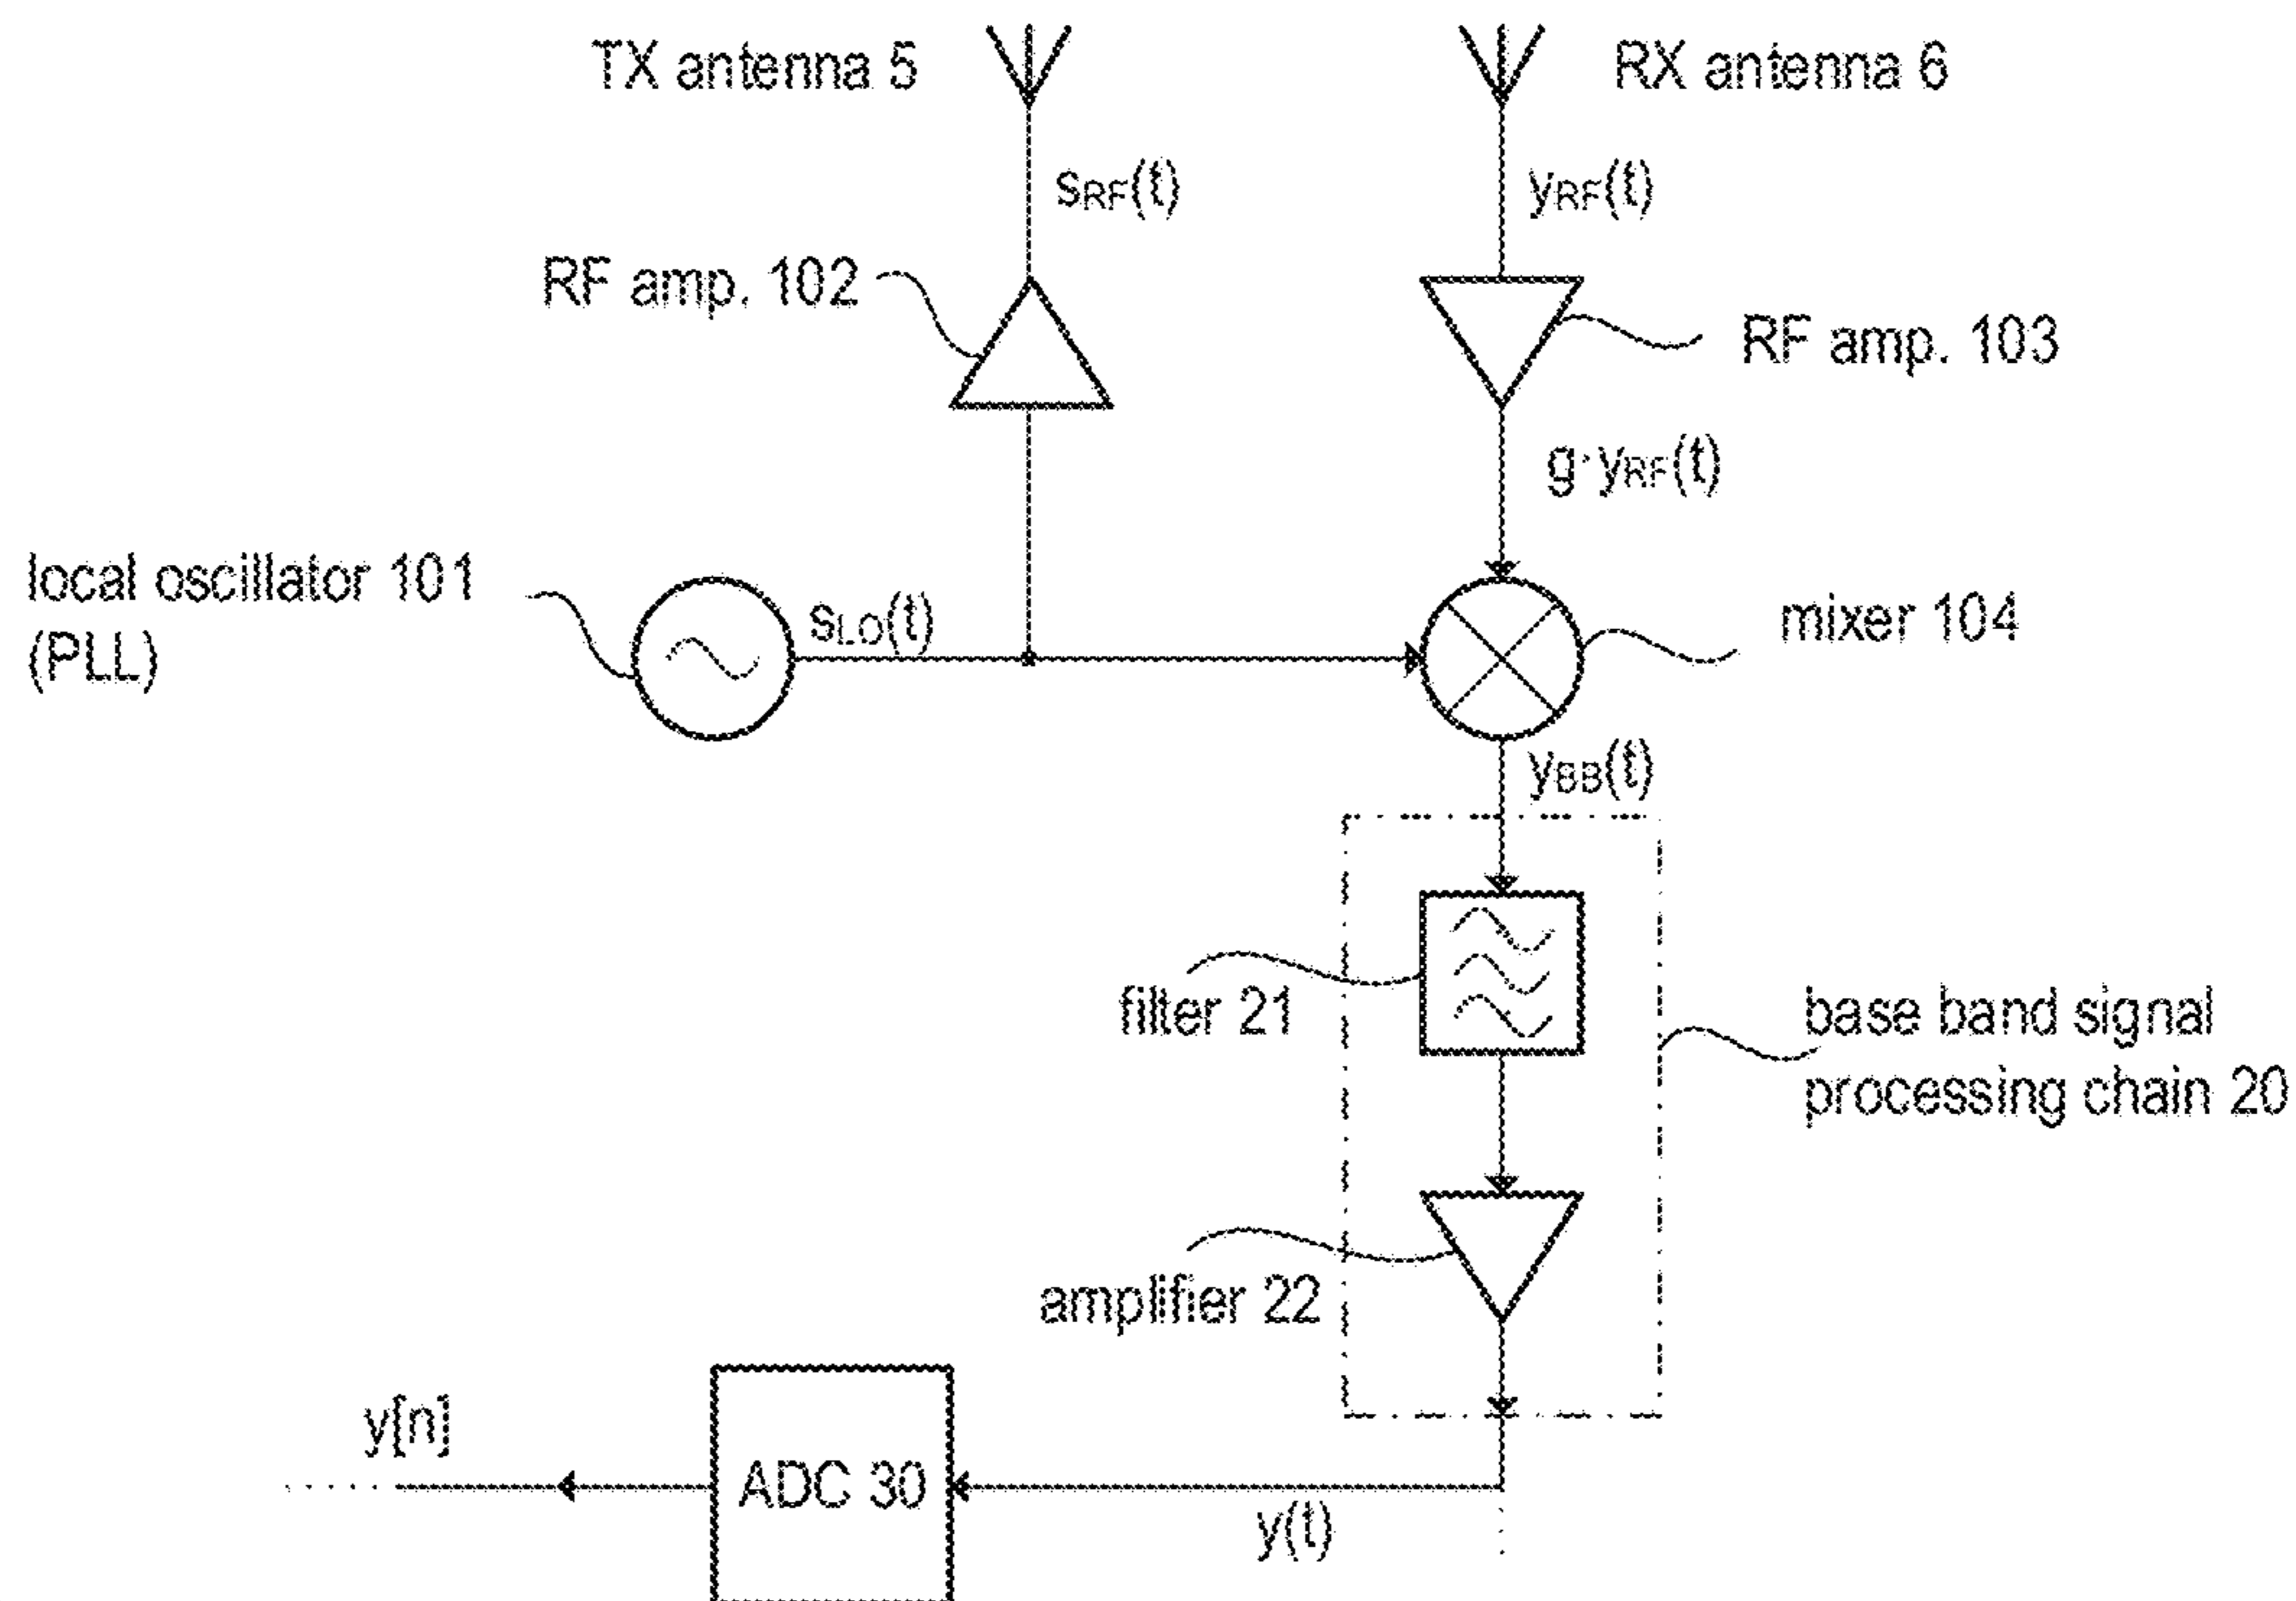 TX antenna 5
RX antenna 6
sRF(t)
yRF(t)
RF amp. 102
RF amp. 103
g·yRF(t)
local oscillator 101
(PLL)
sLO(t)
mixer 104
yBB(t)
filter 21
base band signal
processing chain 20
amplifier 22
y[n]
ADC 30
y(t)